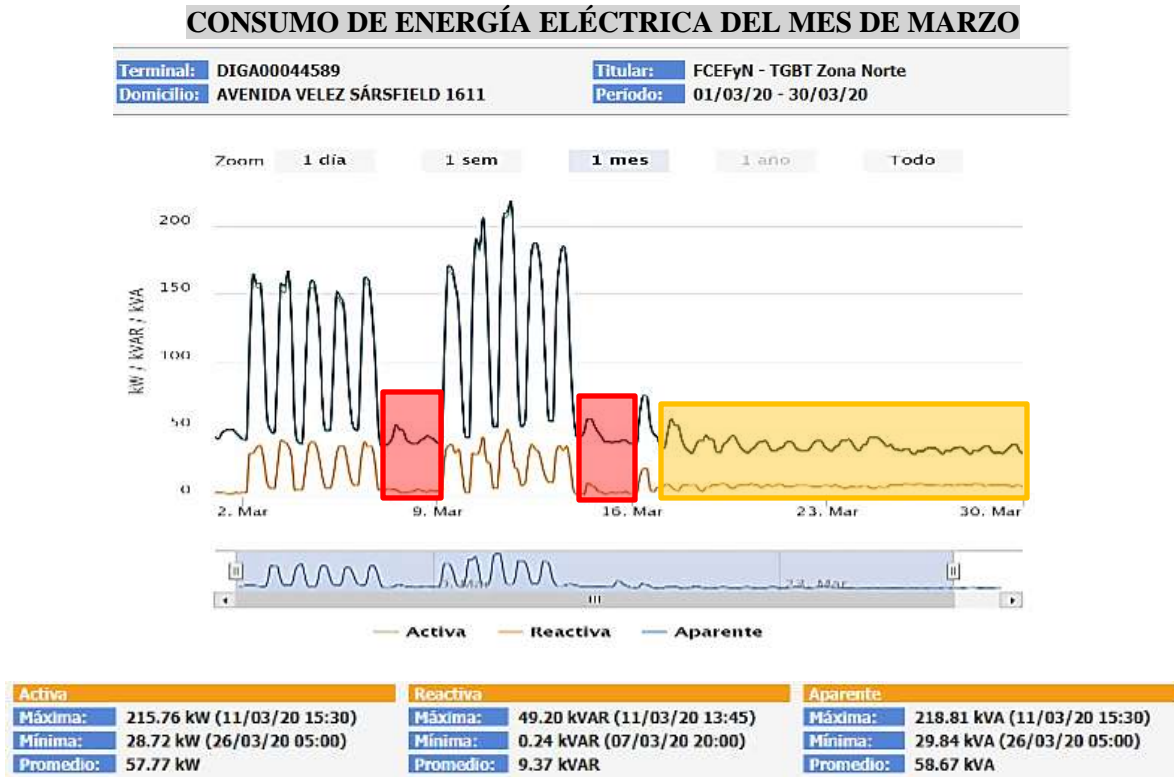 CONSUMO DE ENERGÍA ELÉCTRICA DEL MES DE MARZO
Terminal: DIGA00044589 Titular: FCEFyN - TGBT Zona Norte
Domicilio: AVENIDA VELEZ SÁRSFIELD 1611 Período: 01/03/20 - 30/03/20
Zoom 1 día 1 sem 1 mes 1 año Todo
200
150
100
50
0
kW / kVAR / kVA
2. Mar 9. Mar 16. Mar 23. Mar 30. Mar
23. Mar
Activa Reactiva Aparente
Activa Reactiva Aparente
Máxima: 215.76 kW (11/03/20 15:30) Máxima: 49.20 kVAR (11/03/20 13:45) Máxima: 218.81 kVA (11/03/20 15:30)
Mínima: 28.72 kW (26/03/20 05:00) Mínima: 0.24 kVAR (07/03/20 20:00) Mínima: 29.84 kVA (26/03/20 05:00)
Promedio: 57.77 kW Promedio: 9.37 kVAR Promedio: 58.67 kVA